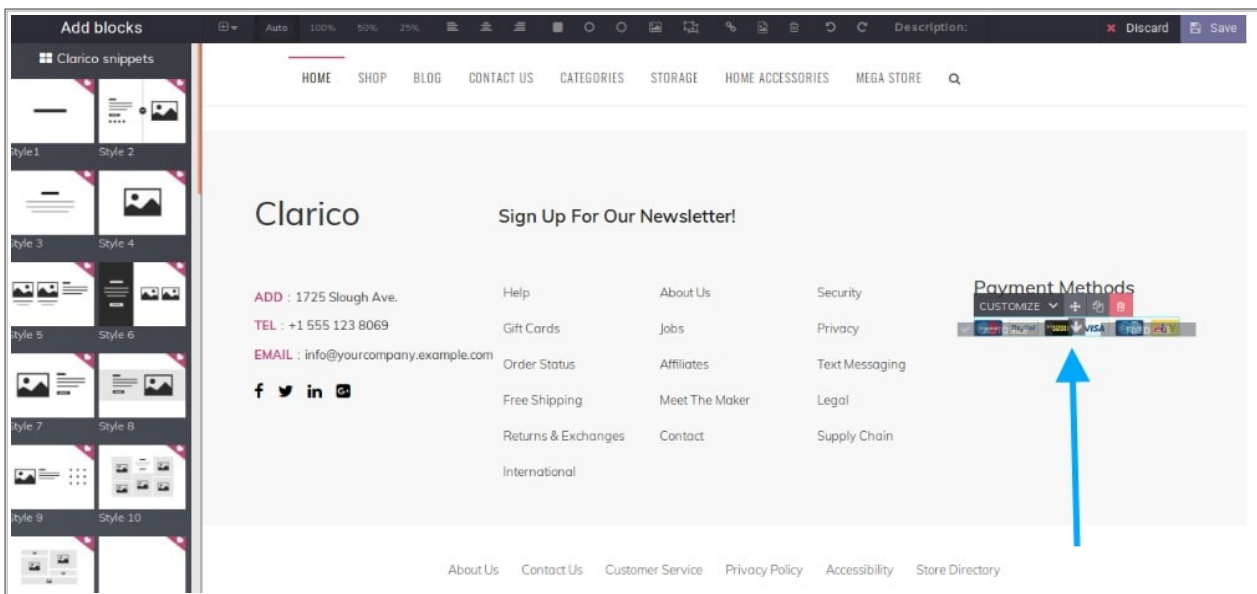 Add blocks
Auto 100% 50% 25% Description: Discard Save
Clarico snippets
HOME SHOP BLOG CONTACT US CATEGORIES STORAGE HOME ACCESSORIES MEGA STORE
Style1 Style 2
Style 3 Style 4
Style 5 Style 6
Style 7 Style 8
Style 9 Style 10
Clarico
Sign Up For Our Newsletter!
ADD : 1725 Slough Ave.
TEL : +1 555 123 8069
EMAIL : info@yourcompany.example.com
Help
Gift Cards
Order Status
Free Shipping
Returns & Exchanges
International
About Us
Jobs
Affiliates
Meet The Maker
Contact
Security
Privacy
Text Messaging
Legal
Supply Chain
Payment Methods
CUSTOMIZE
PayPal VISA
About Us Contact Us Customer Service Privacy Policy Accessibility Store Directory